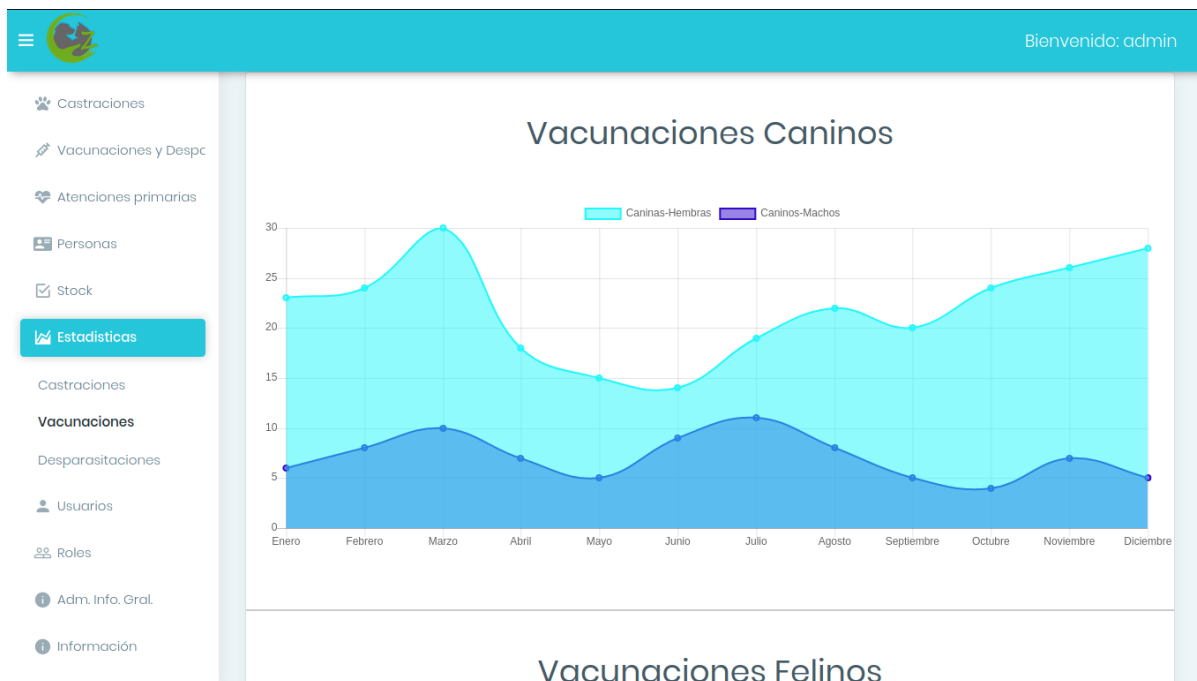 Bienvenido: admin
Castraciones
Vacunaciones y Despc
Atenciones primarias
Personas
Stock
Estadisticas
Castraciones
Vacunaciones
Desparasitaciones
Usuarios
Roles
Adm. Info. Gral.
Información
Vacunaciones Caninos
Caninas-Hembras Caninos-Machos
30
25
20
15
10
5
0
Enero Febrero Marzo Abril Mayo Junio Julio Agosto Septiembre Octubre Noviembre Diciembre
Vacunaciones Felinos